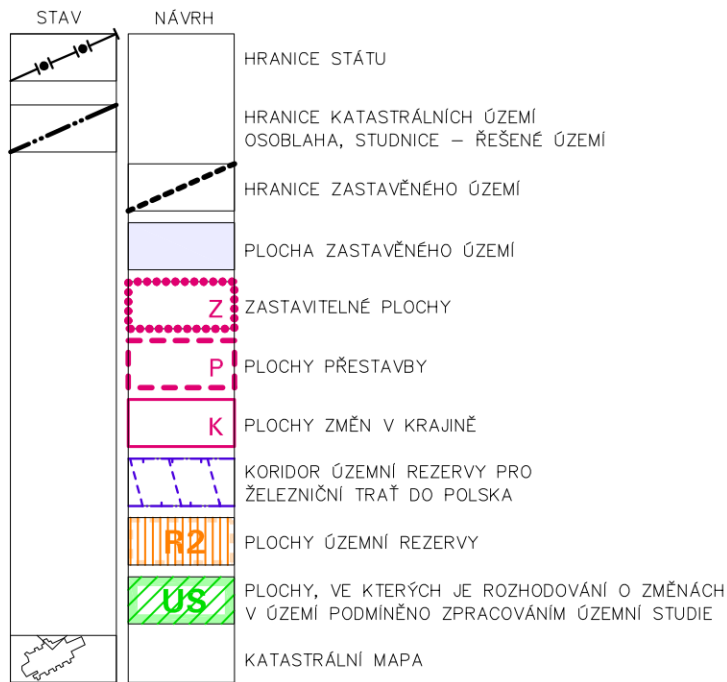 STAV NÁVRH
HRANICE STÁTU
HRANICE KATASTRÁLNÍCH ÚZEMÍ
OSOBLAHA, STUDNICE – ŘEŠENÉ ÚZEMÍ
HRANICE ZASTAVĚNÉHO ÚZEMÍ
PLOCHA ZASTAVĚNÉHO ÚZEMÍ
Z ZASTAVITELNÉ PLOCHY
P PLOCHY PŘESTAVBY
K PLOCHY ZMĚN V KRAJINĚ
KORIDOR ÚZEMNÍ REZERVY PRO
ŽELEZNIČNÍ TRAŤ DO POLSKA
R2 PLOCHY ÚZEMNÍ REZERVY
US PLOCHY, VE KTERÝCH JE ROZHODOVÁNÍ O ZMĚNÁCH
V ÚZEMÍ PODMÍNĚNO ZPRACOVÁNÍM ÚZEMNÍ STUDIE
KATASTRÁLNÍ MAPA